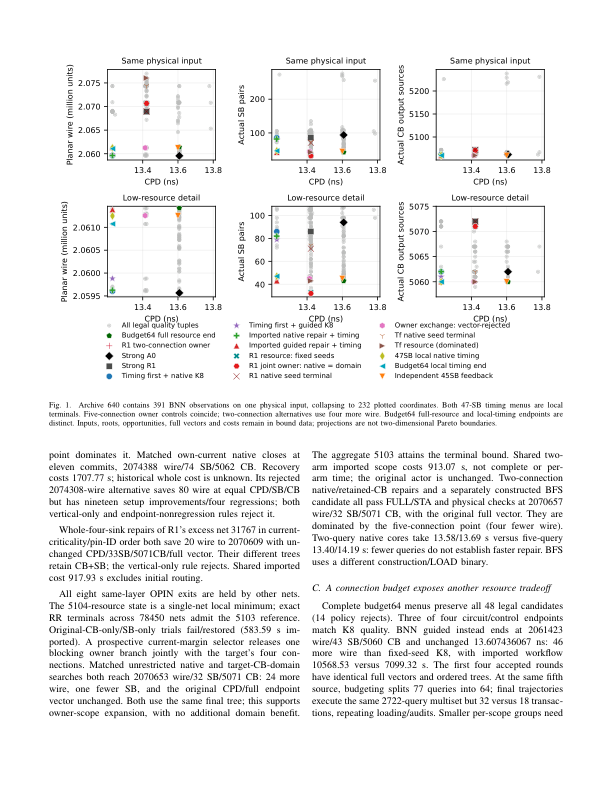 Same physical input
Planar wire (million units)
2.075
2.070
2.065
2.060
13.4
13.6
13.8
CPD (ns)
Same physical input
Actual SB pairs
200
100
13.4
13.6
13.8
CPD (ns)
Same physical input
Actual CB output sources
5200
5150
5100
13.4
13.6
13.8
CPD (ns)
Low-resource detail
Planar wire (million units)
2.0610
2.0605
2.0600
2.0595
13.4
13.6
13.8
CPD (ns)
Low-resource detail
Actual SB pairs
100
80
60
40
13.4
13.6
13.8
CPD (ns)
Low-resource detail
Actual CB output sources
5075
5070
5065
5060
13.4
13.6
13.8
CPD (ns)
All legal quality tuples
Budget64 full resource end
R1 two-connection owner
Strong A0
Strong R1
Timing first + native K8
Timing first + guided K8
Imported native repair + timing
Imported guided repair + timing
R1 resource: fixed seeds
R1 joint owner: native = domain
R1 native seed terminal
Owner exchange: vector-rejected
Tf native seed terminal
Tf resource (dominated)
47SB local native timing
Budget64 local timing end
Independent 45SB feedback
Fig. 1. Archive 640 contains 391 BNN observations on one physical input, collapsing to 232 plotted coordinates. Both 47-SB timing menus are local
terminals. Five-connection owner controls coincide; two-connection alternatives use four more wire. Budget64 full-resource and local-timing endpoints are
distinct. Inputs, roots, opportunities, full vectors and costs remain in bound data; projections are not two-dimensional Pareto boundaries.
point dominates it. Matched own-current native closes at
eleven commits, 2074388 wire/74 SB/5062 CB. Recovery
costs 1707.77 s; historical whole cost is unknown. Its rejected
2074308-wire alternative saves 80 wire at equal CPD/SB/CB
but has nineteen setup improvements/four regressions; both
vertical-only and endpoint-nonregression rules reject it.
Whole-four-sink repairs of R1's excess net 31767 in current-
criticality/pin-ID order both save 20 wire to 2070609 with un-
changed CPD/33SB/5071CB/full vector. Their different trees
retain CB+SB; the vertical-only rule rejects. Shared imported
cost 917.93 s excludes initial routing.
All eight same-layer OPIN exits are held by other nets.
The 5104-resource state is a single-net local minimum; exact
RR terminals across 78450 nets admit the 5103 reference.
Original-CB-only/SB-only trials fail/restored (583.59 s im-
ported). A prospective current-margin selector releases one
blocking owner branch jointly with the target's four con-
nections. Matched unrestricted native and target-CB-domain
searches both reach 2070653 wire/32 SB/5071 CB: 24 more
wire, one fewer SB, and the original CPD/full endpoint
vector unchanged. Both use the same final tree; this supports
owner-scope expansion, with no additional domain benefit.
The aggregate 5103 attains the terminal bound. Shared two-
arm imported scope costs 913.07 s, not complete or per-
arm time; the original actor is unchanged. Two-connection
native/retained-CB repairs and a separately constructed BFS
candidate all pass FULL/STA and physical checks at 2070657
wire/32 SB/5071 CB, with the original full vector. They are
dominated by the five-connection point (four fewer wire).
Two-query native cores take 13.58/13.69 s versus five-query
13.40/14.19 s: fewer queries do not establish faster repair. BFS
uses a different construction/LOAD binary.
C. A connection budget exposes another resource tradeoff
Complete budget64 menus preserve all 48 legal candidates
(14 policy rejects). Three of four circuit/control endpoints
match K8 quality. BNN guided instead ends at 2061423
wire/43 SB/5060 CB and unchanged 13.607436067 ns: 46
more wire than fixed-seed K8, with imported workflow
10568.53 versus 7099.32 s. The first four accepted rounds
have identical full vectors and ordered trees. At the same fifth
source, budgeting splits 77 queries into 64; final trajectories
execute the same 2722-query multiset but 32 versus 18 transac-
tions, repeating loading/audits. Smaller per-scope groups need